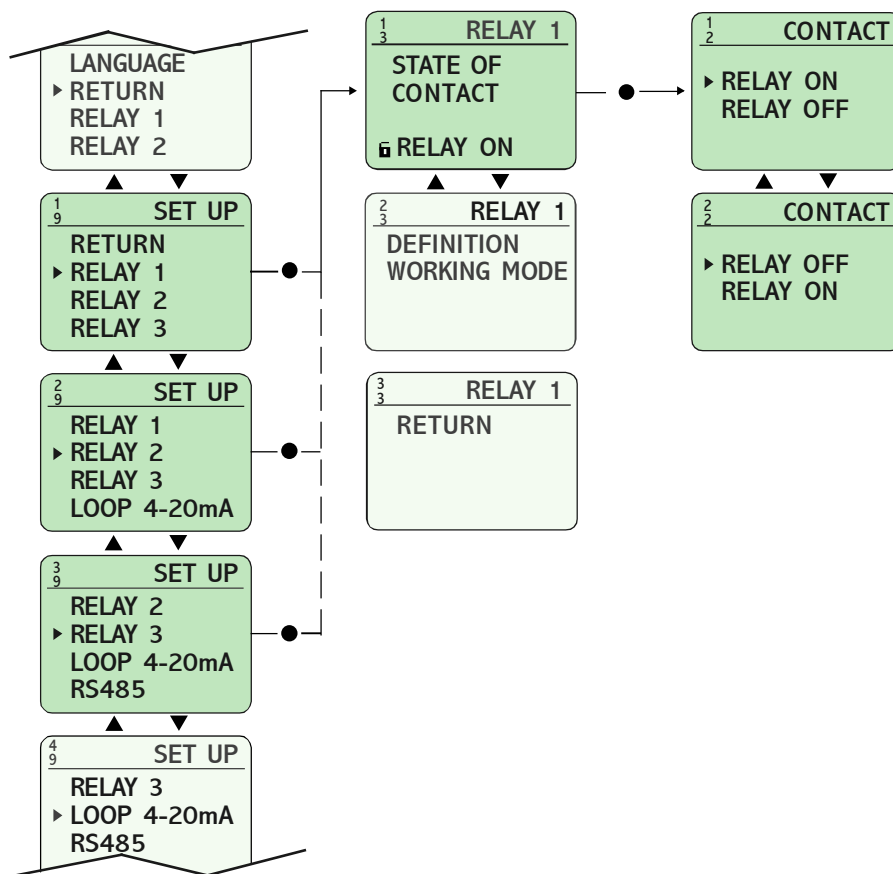 LANGUAGE
RETURN
RELAY 1
RELAY 2
1
9
SET UP
RETURN
RELAY 1
RELAY 2
RELAY 3
2
9
SET UP
RELAY 1
RELAY 2
RELAY 3
LOOP 4-20mA
3
9
SET UP
RELAY 2
RELAY 3
LOOP 4-20mA
RS485
4
9
SET UP
RELAY 3
LOOP 4-20mA
RS485
1
3
RELAY 1
STATE OF
CONTACT
RELAY ON
2
3
RELAY 1
DEFINITION
WORKING MODE
3
3
RELAY 1
RETURN
1
2
CONTACT
RELAY ON
RELAY OFF
2
2
CONTACT
RELAY OFF
RELAY ON